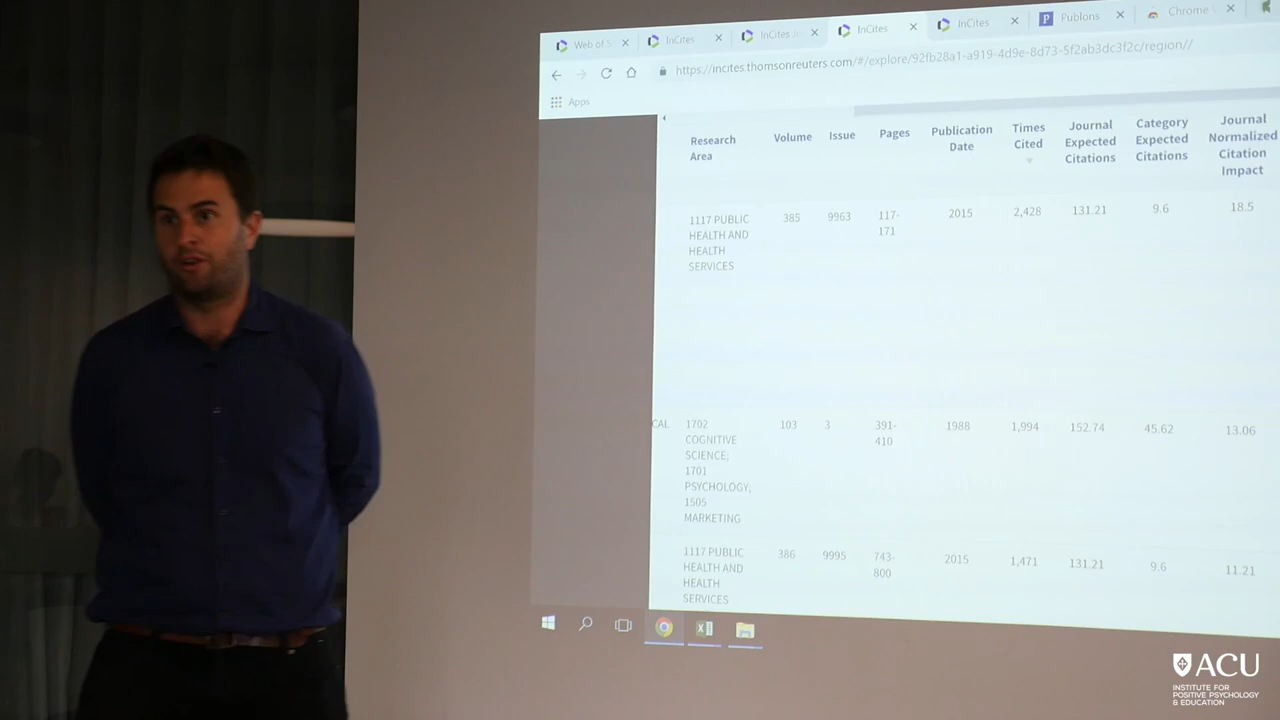 Web of S
InCites
InCites Jo
InCites
InCites
Publons
Chrome
https://incites.thomsonreuters.com/#/explore/92fb28a1-a919-4d9e-8d73-5f2ab3dc3f2c/region//
Apps
Research
Area
Volume
Issue
Pages
Publication
Date
Times
Cited
Journal
Expected
Citations
Category
Expected
Citations
Journal
Normalized
Citation
Impact
1117 PUBLIC
HEALTH AND
HEALTH
SERVICES
385
9963
117-
171
2015
2,428
131.21
9.6
18.5
CAL
1702
COGNITIVE
SCIENCE;
1701
PSYCHOLOGY;
1505
MARKETING
103
3
391-
410
1988
1,994
152.74
45.62
13.06
1117 PUBLIC
HEALTH AND
HEALTH
SERVICES
386
9995
743-
800
2015
1,471
131.21
9.6
11.21
ACU
INSTITUTE FOR
POSITIVE PSYCHOLOGY
& EDUCATION